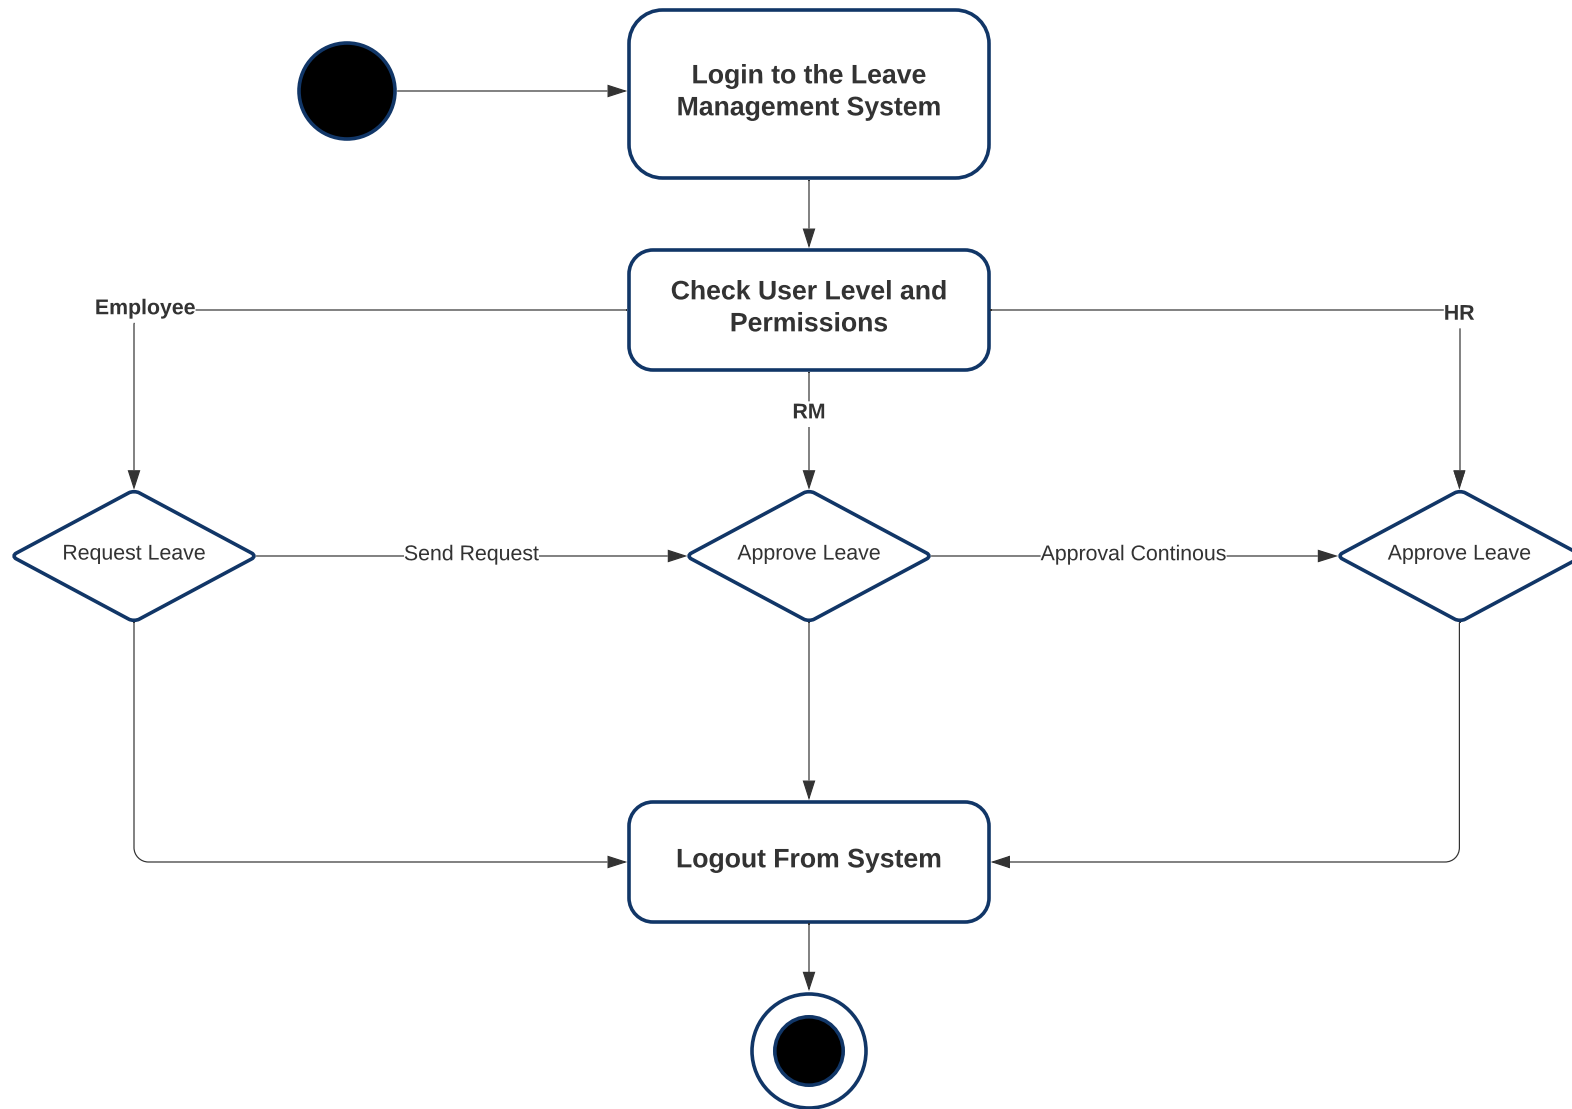 Login to the Leave
Management System
Check User Level and
Permissions
Employee
HR
RM
Request Leave
Send Request
Approve Leave
Approval Continous
Approve Leave
Logout From System